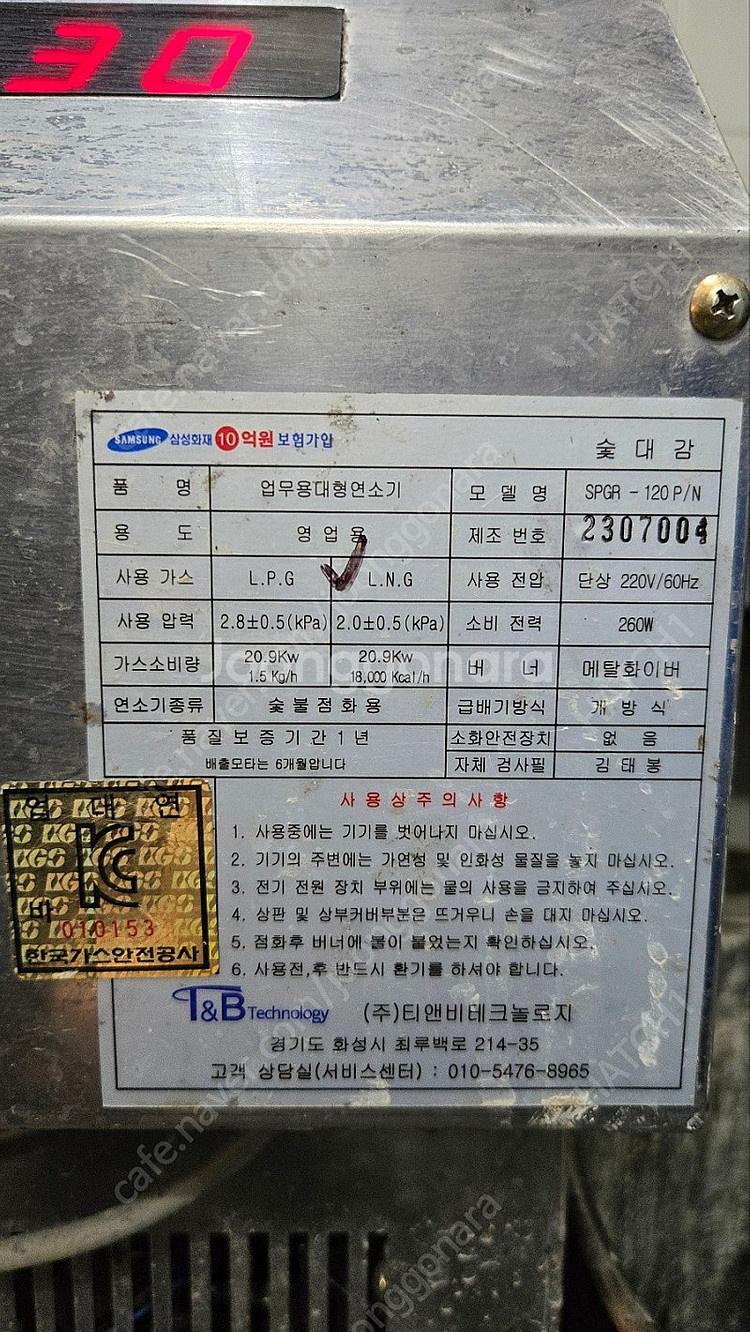 30
SAMSUNG 삼성화재 10억원 보험가입
숯 대 감
품 명 업무용대형연소기 모 델 명 SPGR - 120 P/N
용 도 영 업 용 제조 번호 2307004
사용 가스 L.P.G L.N.G 사용 전압 단상 220V/60Hz
사용 압력 2.8±0.5(kPa) 2.0±0.5(kPa) 소비 전력 260W
가스소비량 20.9Kw 1.5 Kg/h 20.9Kw 18,000 Kcal/h 버 너 메탈화이버
연소기종류 숯 불 점 화 용 급배기방식 개 방 식
품 질 보 증 기 간 1 년 소화안전장치 없 음
배출모타는 6개월입니다 자체 검사필 김 태 봉
사 용 상 주 의 사 항
1. 사용중에는 기기를 벗어나지 마십시오.
2. 기기의 주변에는 가연성 및 인화성 물질을 놓지 마십시오.
3. 전기 전원 장치 부위에는 물의 사용을 금지하여 주십시오.
4. 상판 및 상부커버부분은 뜨거우니 손을 대지 마십시오.
5. 점화후 버너에 불이 붙었는지 확인하십시오.
6. 사용전,후 반드시 환기를 하셔야 합니다.
업 대 연
KGS
비
010153
한국가스안전공사
T&B Technology (주)티앤비테크놀로지
경기도 화성시 최루백로 214-35
고객 상담실(서비스센터) : 010-5476-8965
Joonggonara
HATCH1